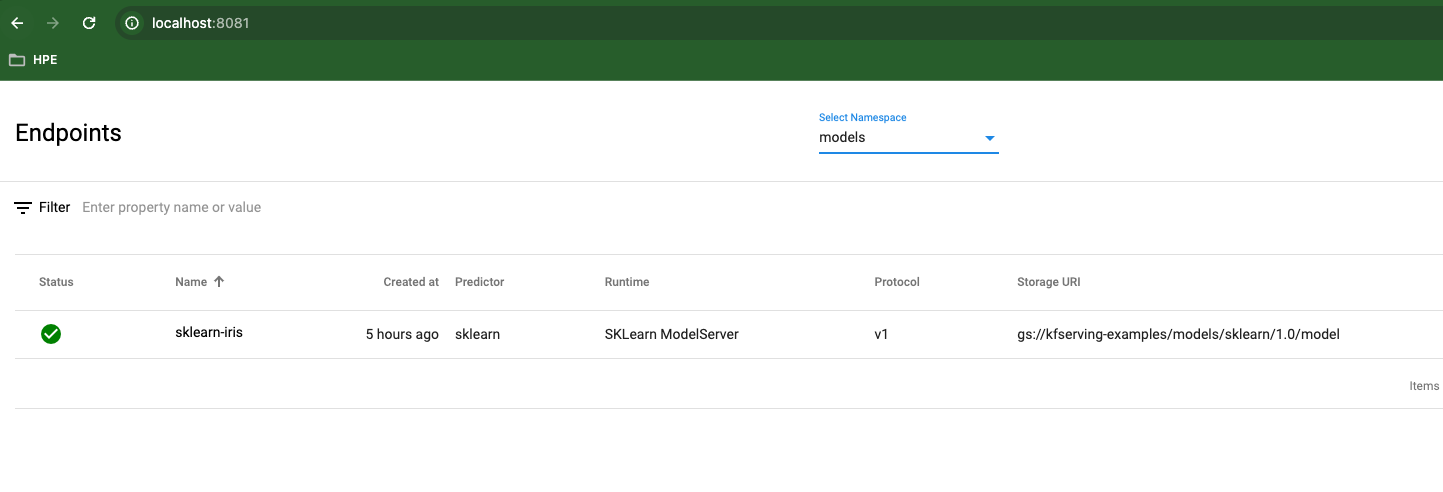 localhost:8081
HPE
Endpoints
Select Namespace
models
Filter Enter property name or value
Status Name Created at Predictor Runtime Protocol Storage URI
sklearn-iris 5 hours ago sklearn SKLearn ModelServer v1 gs://kfserving-examples/models/sklearn/1.0/model
Items